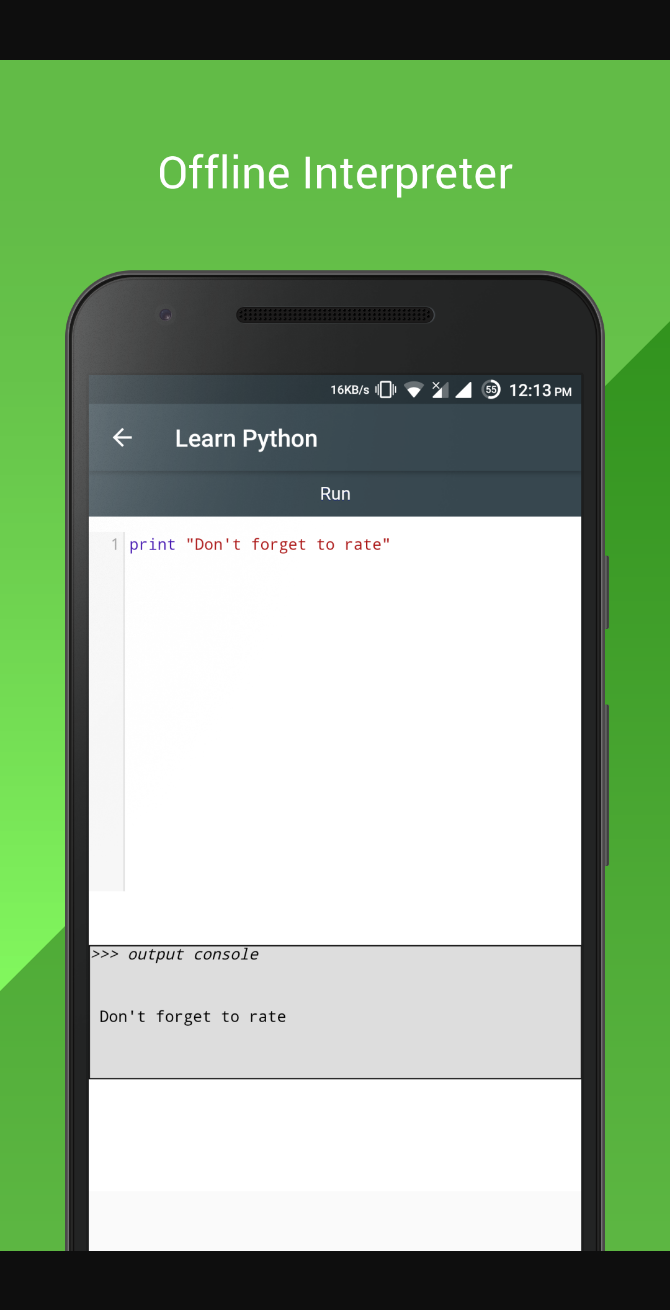 Offline Interpreter
16KB/s 55 12:13 PM
Learn Python
Run
1 print "Don't forget to rate"
>>> output console
Don't forget to rate